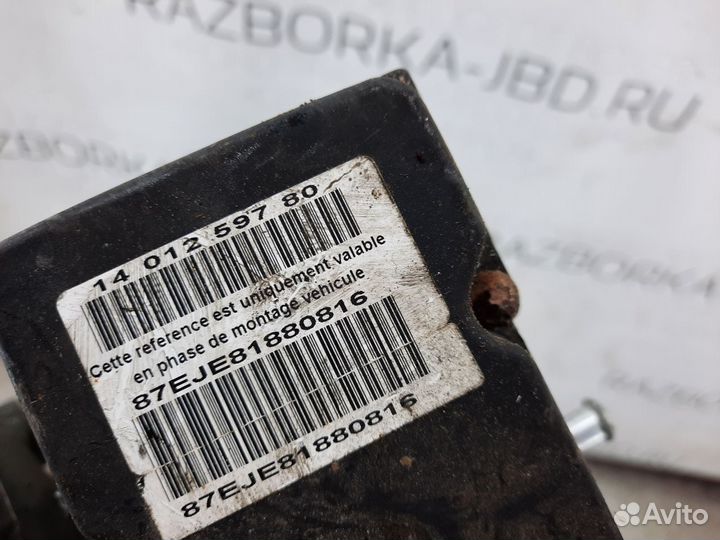 RAZBORKA-JBD.RU
14 012 597 80
Cette reference est uniquement valable
en phase de montage vehicule
87EJE81880816
87EJE81880816
Avito